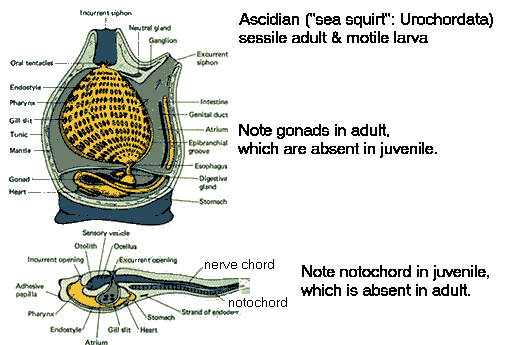 Incurrent siphon
Neutral gland
Ganglion
Oral tentacles
Excurrent
siphon
Endostyle
Pharynx
Gill slit
Tunic
Mantle
Gonad
Heart
Intestine
Genital duct
Atrium
Epibranchial
groove
Esophagus
Digestive
gland
Stomach
Ascidian ("sea squirt": Urochordata)
sessile adult & motile larva
Note gonads in adult,
which are absent in juvenile.
Sensory vesicle
Otolith
Ocellus
Incurrent opening
Excurrent opening
nerve chord
Adhesive
papilla
notochord
Pharynx
Stomach
Strand of endoderm
Endostyle
Gill slit
Heart
Atrium
Note notochord in juvenile,
which is absent in adult.